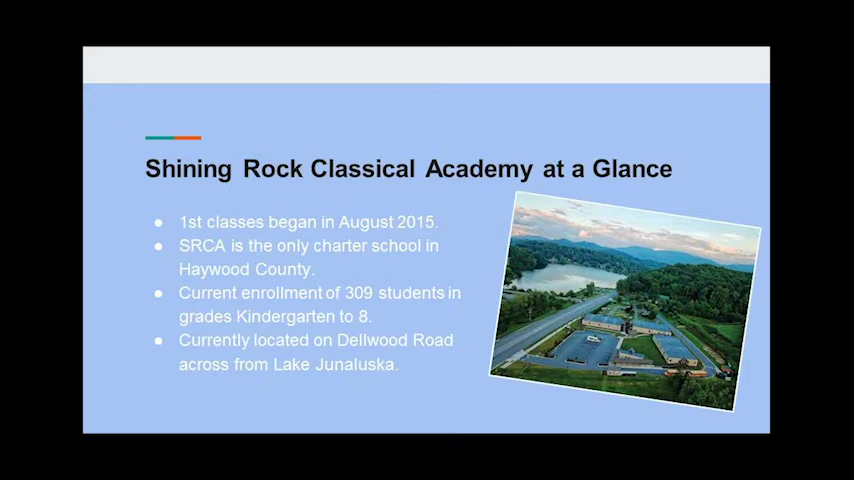 Shining Rock Classical Academy at a Glance
● 1st classes began in August 2015.
● SRCA is the only charter school in
Haywood County.
● Current enrollment of 309 students in
grades Kindergarten to 8.
● Currently located on Dellwood Road
across from Lake Junaluska.